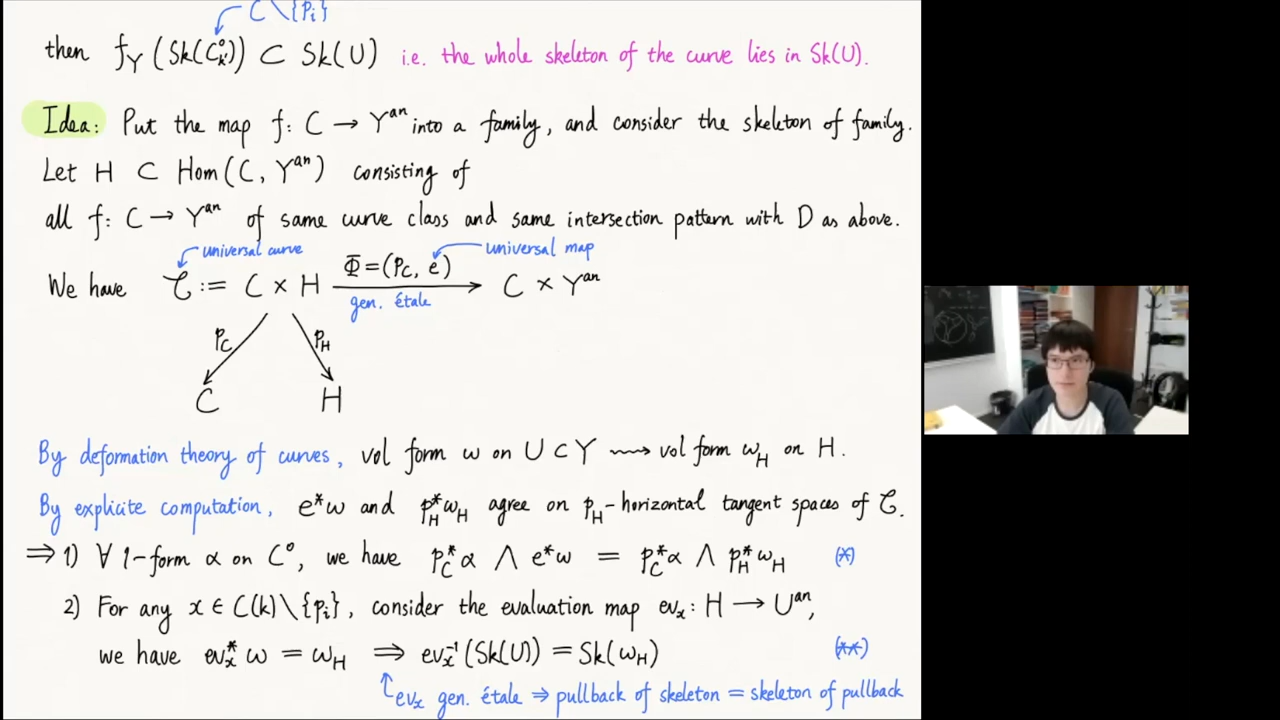 C \ {pᵢ}
then f_Y(Sk(C°_k)) ⊂ Sk(U) i.e. the whole skeleton of the curve lies in Sk(U).
Idea: Put the map f: C → Y^an into a family, and consider the skeleton of family.
Let H ⊂ Hom(C, Y^an) consisting of
all f: C → Y^an of same curve class and same intersection pattern with D as above.
universal curve universal map
We have 𝒞 := C × H Φ=(p_C, e) → C × Y^an
gen. étale
p_C p_H
C H
By deformation theory of curves, vol form ω on U ⊂ Y ⟿ vol form ω_H on H.
By explicite computation, e*ω and p_H*ω_H agree on p_H-horizontal tangent spaces of 𝒞.
⇒ 1) ∀ 1-form α on C°, we have p_C*α ∧ e*ω = p_C*α ∧ p_H*ω_H (*)
2) For any x ∈ C(k)\{pᵢ}, consider the evaluation map ev_x: H → U^an,
we have ev_x*ω = ω_H ⇒ ev_x⁻¹(Sk(U)) = Sk(ω_H) (**)
ev_x gen. étale ⇒ pullback of skeleton = skeleton of pullback